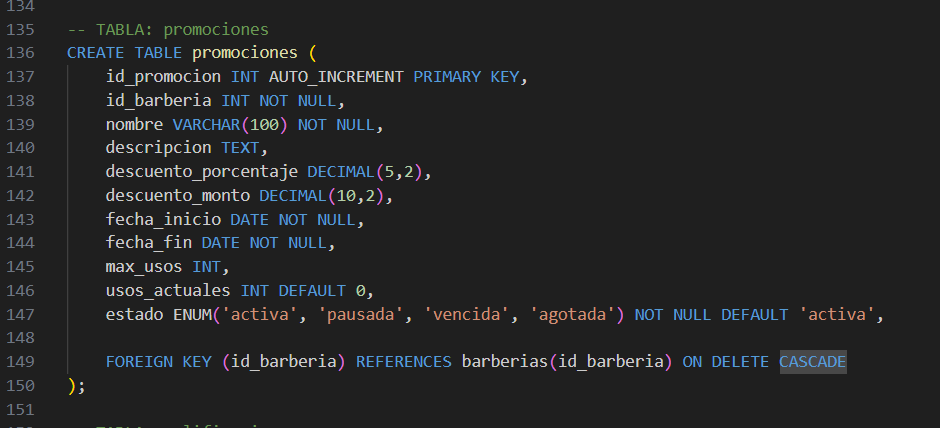 134
135 -- TABLA: promociones
136 CREATE TABLE promociones (
137 id_promocion INT AUTO_INCREMENT PRIMARY KEY,
138 id_barberia INT NOT NULL,
139 nombre VARCHAR(100) NOT NULL,
140 descripcion TEXT,
141 descuento_porcentaje DECIMAL(5,2),
142 descuento_monto DECIMAL(10,2),
143 fecha_inicio DATE NOT NULL,
144 fecha_fin DATE NOT NULL,
145 max_usos INT,
146 usos_actuales INT DEFAULT 0,
147 estado ENUM('activa', 'pausada', 'vencida', 'agotada') NOT NULL DEFAULT 'activa',
148
149 FOREIGN KEY (id_barberia) REFERENCES barberias(id_barberia) ON DELETE CASCADE
150 );
151